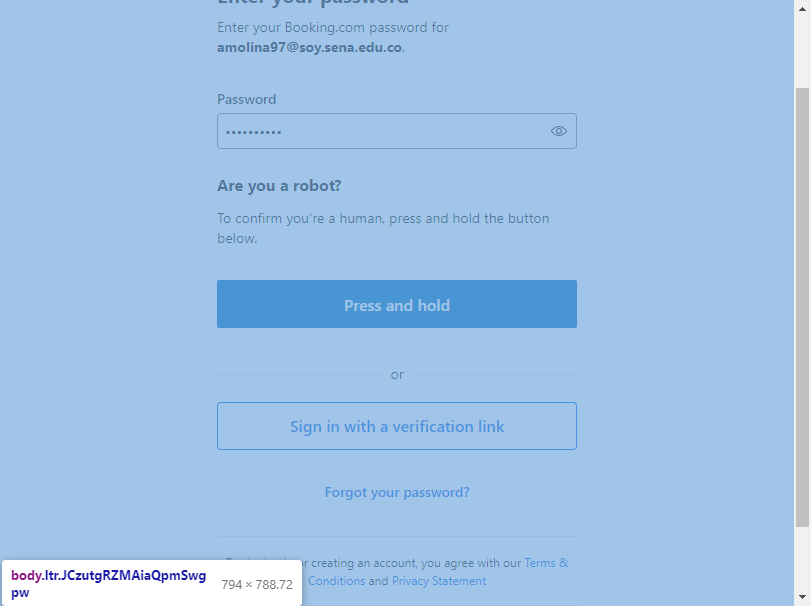 Enter your password
Enter your Booking.com password for
amolina97@soy.sena.edu.co.
Password
Are you a robot?
To confirm you're a human, press and hold the button
below.
Press and hold
or
Sign in with a verification link
Forgot your password?
or creating an account, you agree with our Terms &
Conditions and Privacy Statement
body.ltr.JCzutgRZMAiaQpmSwg
pw
794 × 788.72